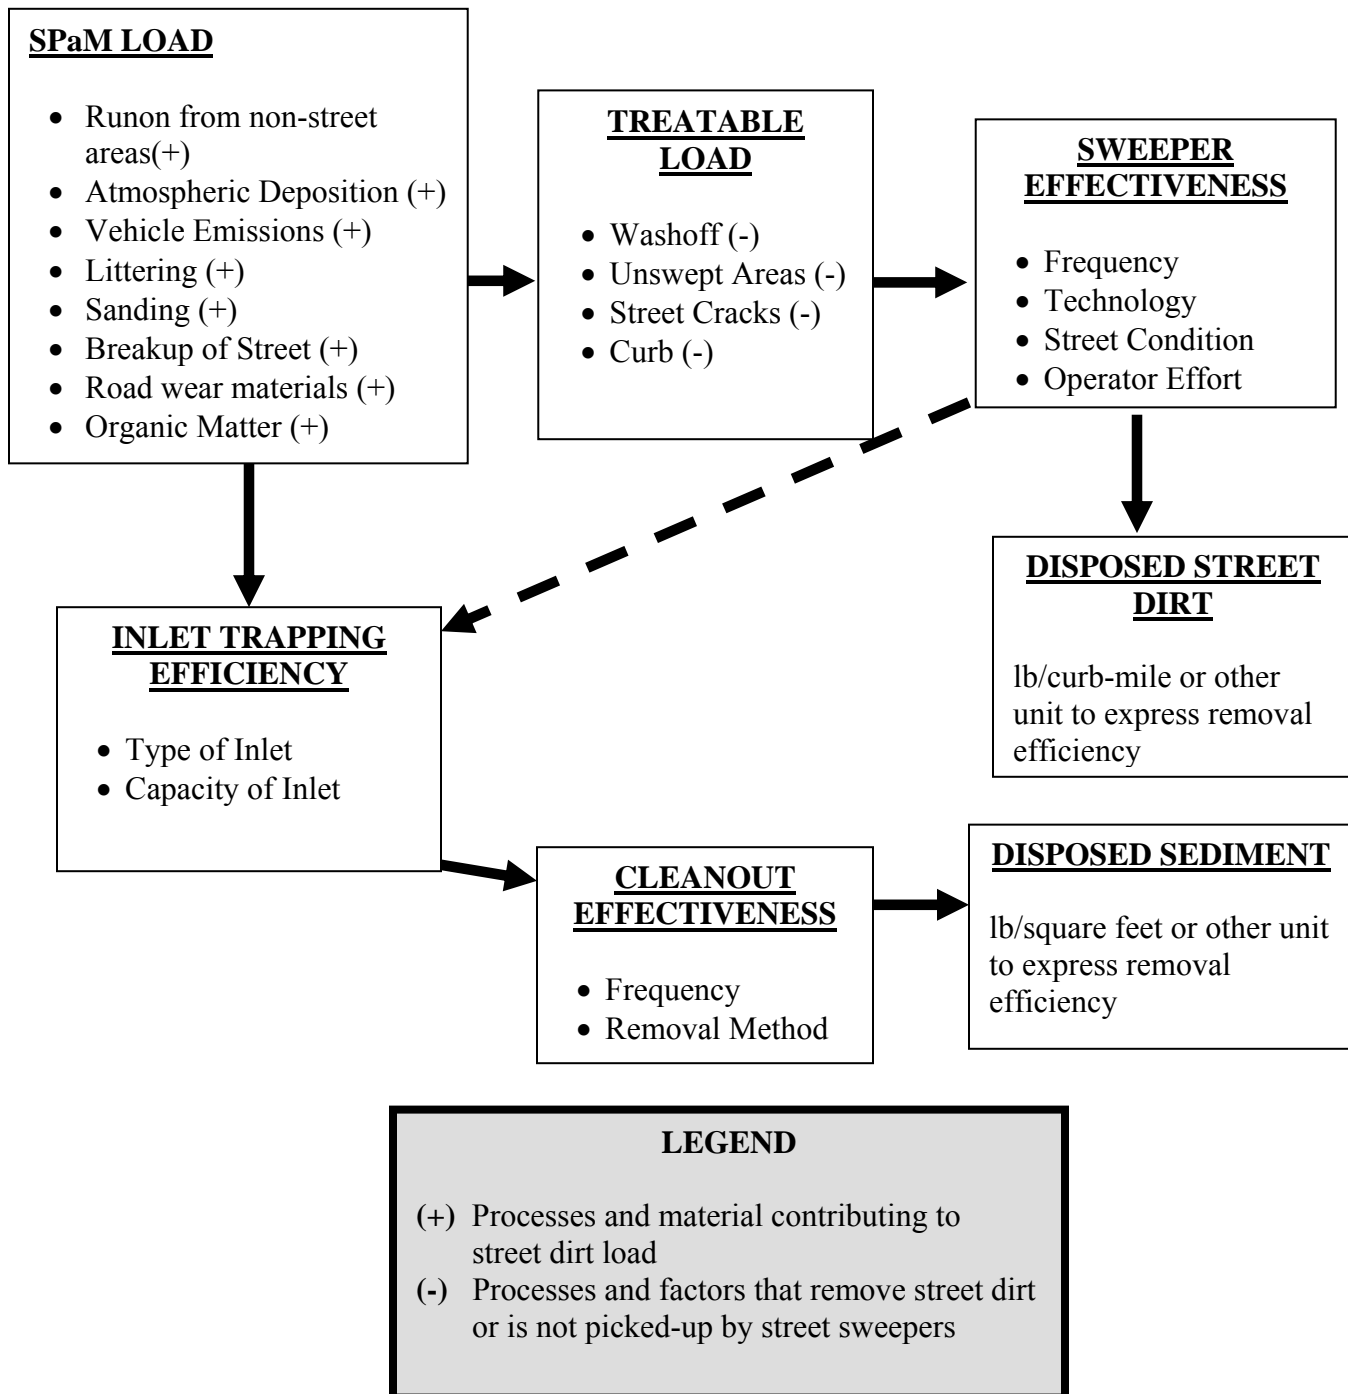 SPaM LOAD
• Runon from non-street
areas(+)
• Atmospheric Deposition (+)
• Vehicle Emissions (+)
• Littering (+)
• Sanding (+)
• Breakup of Street (+)
• Road wear materials (+)
• Organic Matter (+)
TREATABLE
LOAD
• Washoff (-)
• Unswept Areas (-)
• Street Cracks (-)
• Curb (-)
SWEEPER
EFFECTIVENESS
• Frequency
• Technology
• Street Condition
• Operator Effort
DISPOSED STREET
DIRT
lb/curb-mile or other
unit to express removal
efficiency
INLET TRAPPING
EFFICIENCY
• Type of Inlet
• Capacity of Inlet
CLEANOUT
EFFECTIVENESS
• Frequency
• Removal Method
DISPOSED SEDIMENT
lb/square feet or other unit
to express removal
efficiency
LEGEND
(+) Processes and material contributing to
street dirt load
(-) Processes and factors that remove street dirt
or is not picked-up by street sweepers